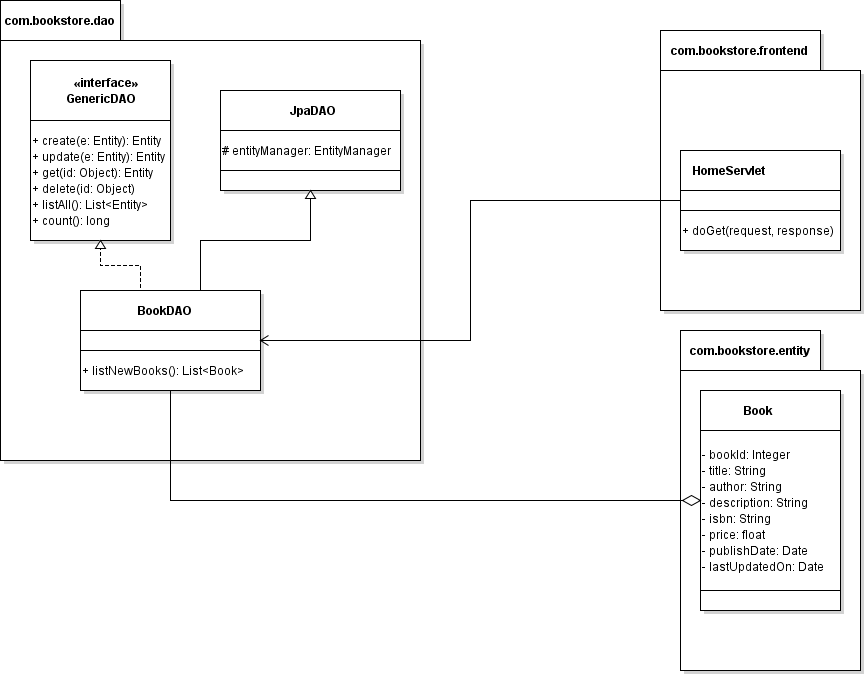 com.bookstore.dao
«interface»
GenericDAO
+ create(e: Entity): Entity
+ update(e: Entity): Entity
+ get(id: Object): Entity
+ delete(id: Object)
+ listAll(): List<Entity>
+ count(): long
JpaDAO
# entityManager: EntityManager
BookDAO
+ listNewBooks(): List<Book>
com.bookstore.frontend
HomeServlet
+ doGet(request, response)
com.bookstore.entity
Book
- bookId: Integer
- title: String
- author: String
- description: String
- isbn: String
- price: float
- publishDate: Date
- lastUpdatedOn: Date